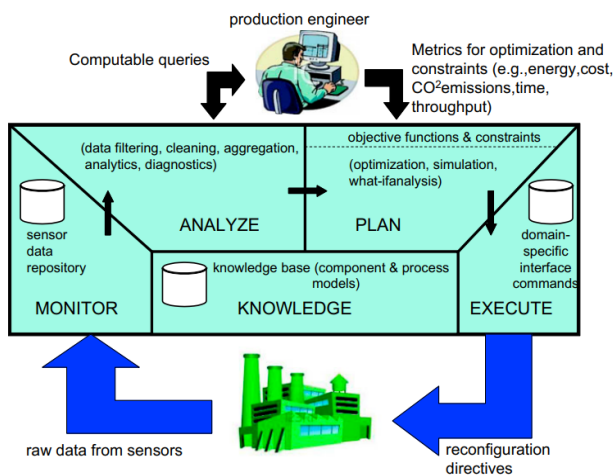 production engineer
Computable queries
Metrics for optimization and
constraints (e.g.,energy,cost,
CO²emissions,time,
throughput)
objective functions & constraints
(data filtering, cleaning, aggregation,
analytics, diagnostics)
(optimization, simulation,
what-ifanalysis)
ANALYZE
PLAN
sensor
data
repository
domain-
specific
interface
commands
knowledge base (component & process
models)
MONITOR
KNOWLEDGE
EXECUTE
raw data from sensors
reconfiguration
directives